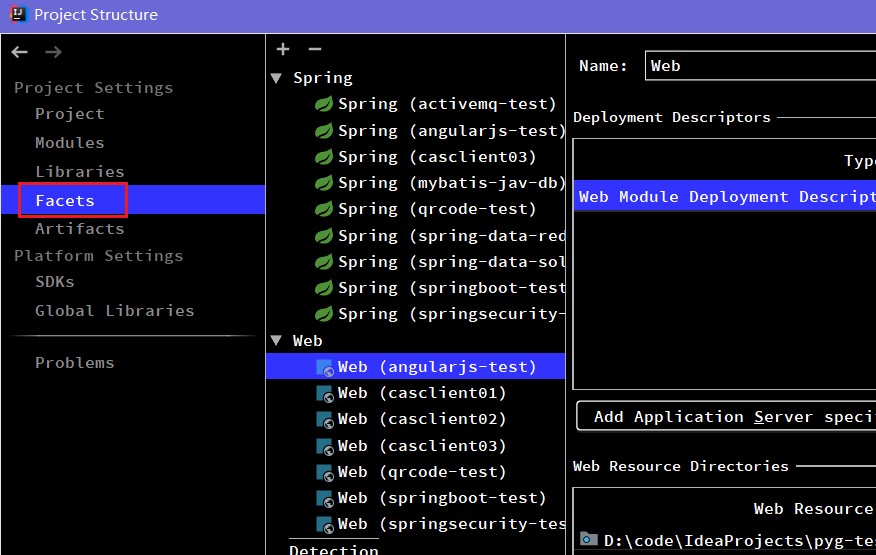 Project Structure
Project Settings
Project
Modules
Libraries
Facets
Artifacts
Platform Settings
SDKs
Global Libraries
Problems
Spring
Spring (activemq-test)
Spring (angularjs-test)
Spring (casclient03)
Spring (mybatis-jav-db)
Spring (qrcode-test)
Spring (spring-data-red
Spring (spring-data-sol
Spring (springboot-test
Spring (springsecurity-
Web
Web (angularjs-test)
Web (casclient01)
Web (casclient02)
Web (casclient03)
Web (qrcode-test)
Web (springboot-test)
Web (springsecurity-tes
Detection
Name: Web
Deployment Descriptors
Type
Web Module Deployment Descript
Add Application Server speci
Web Resource Directories
Web Resource
D:\code\IdeaProjects\pyg-te